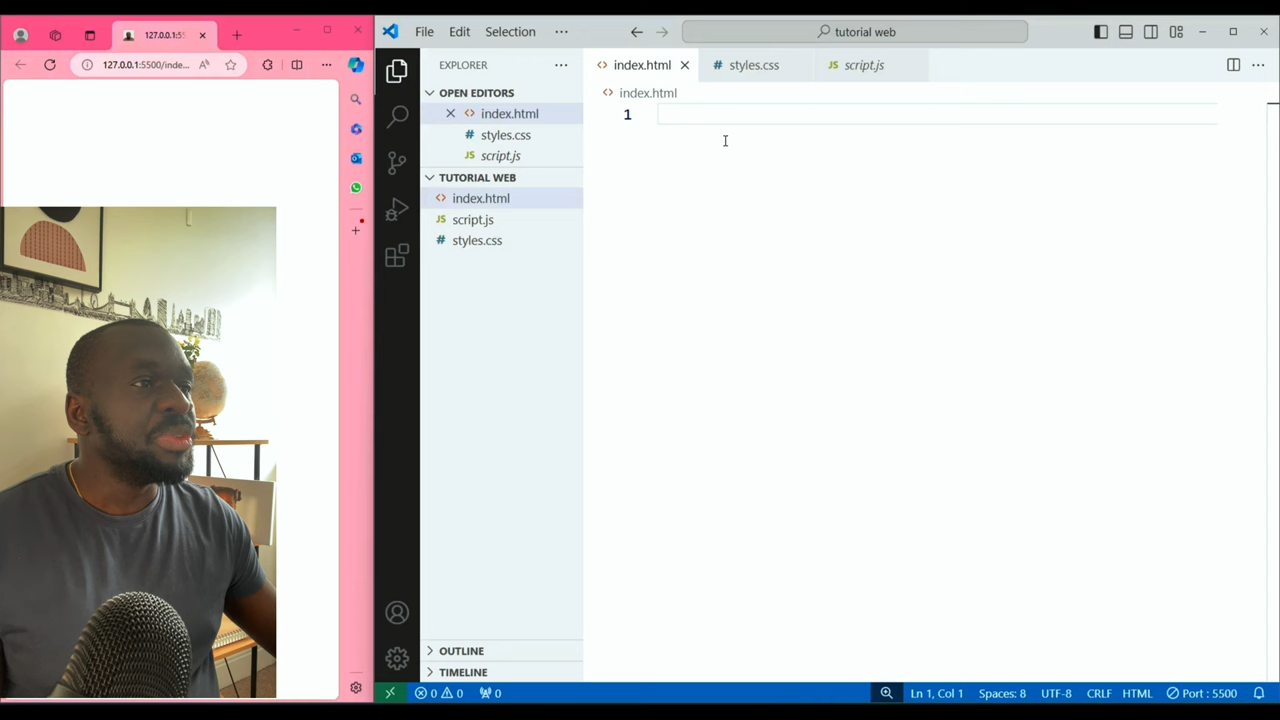 127.0.0.1:55
127.0.0.1:5500/inde...
File Edit Selection ...
tutorial web
EXPLORER
index.html
styles.css
script.js
OPEN EDITORS
index.html
index.html
styles.css
script.js
1
TUTORIAL WEB
index.html
script.js
styles.css
OUTLINE
TIMELINE
0 0 0
Ln 1, Col 1 Spaces: 8 UTF-8 CRLF HTML Port : 5500